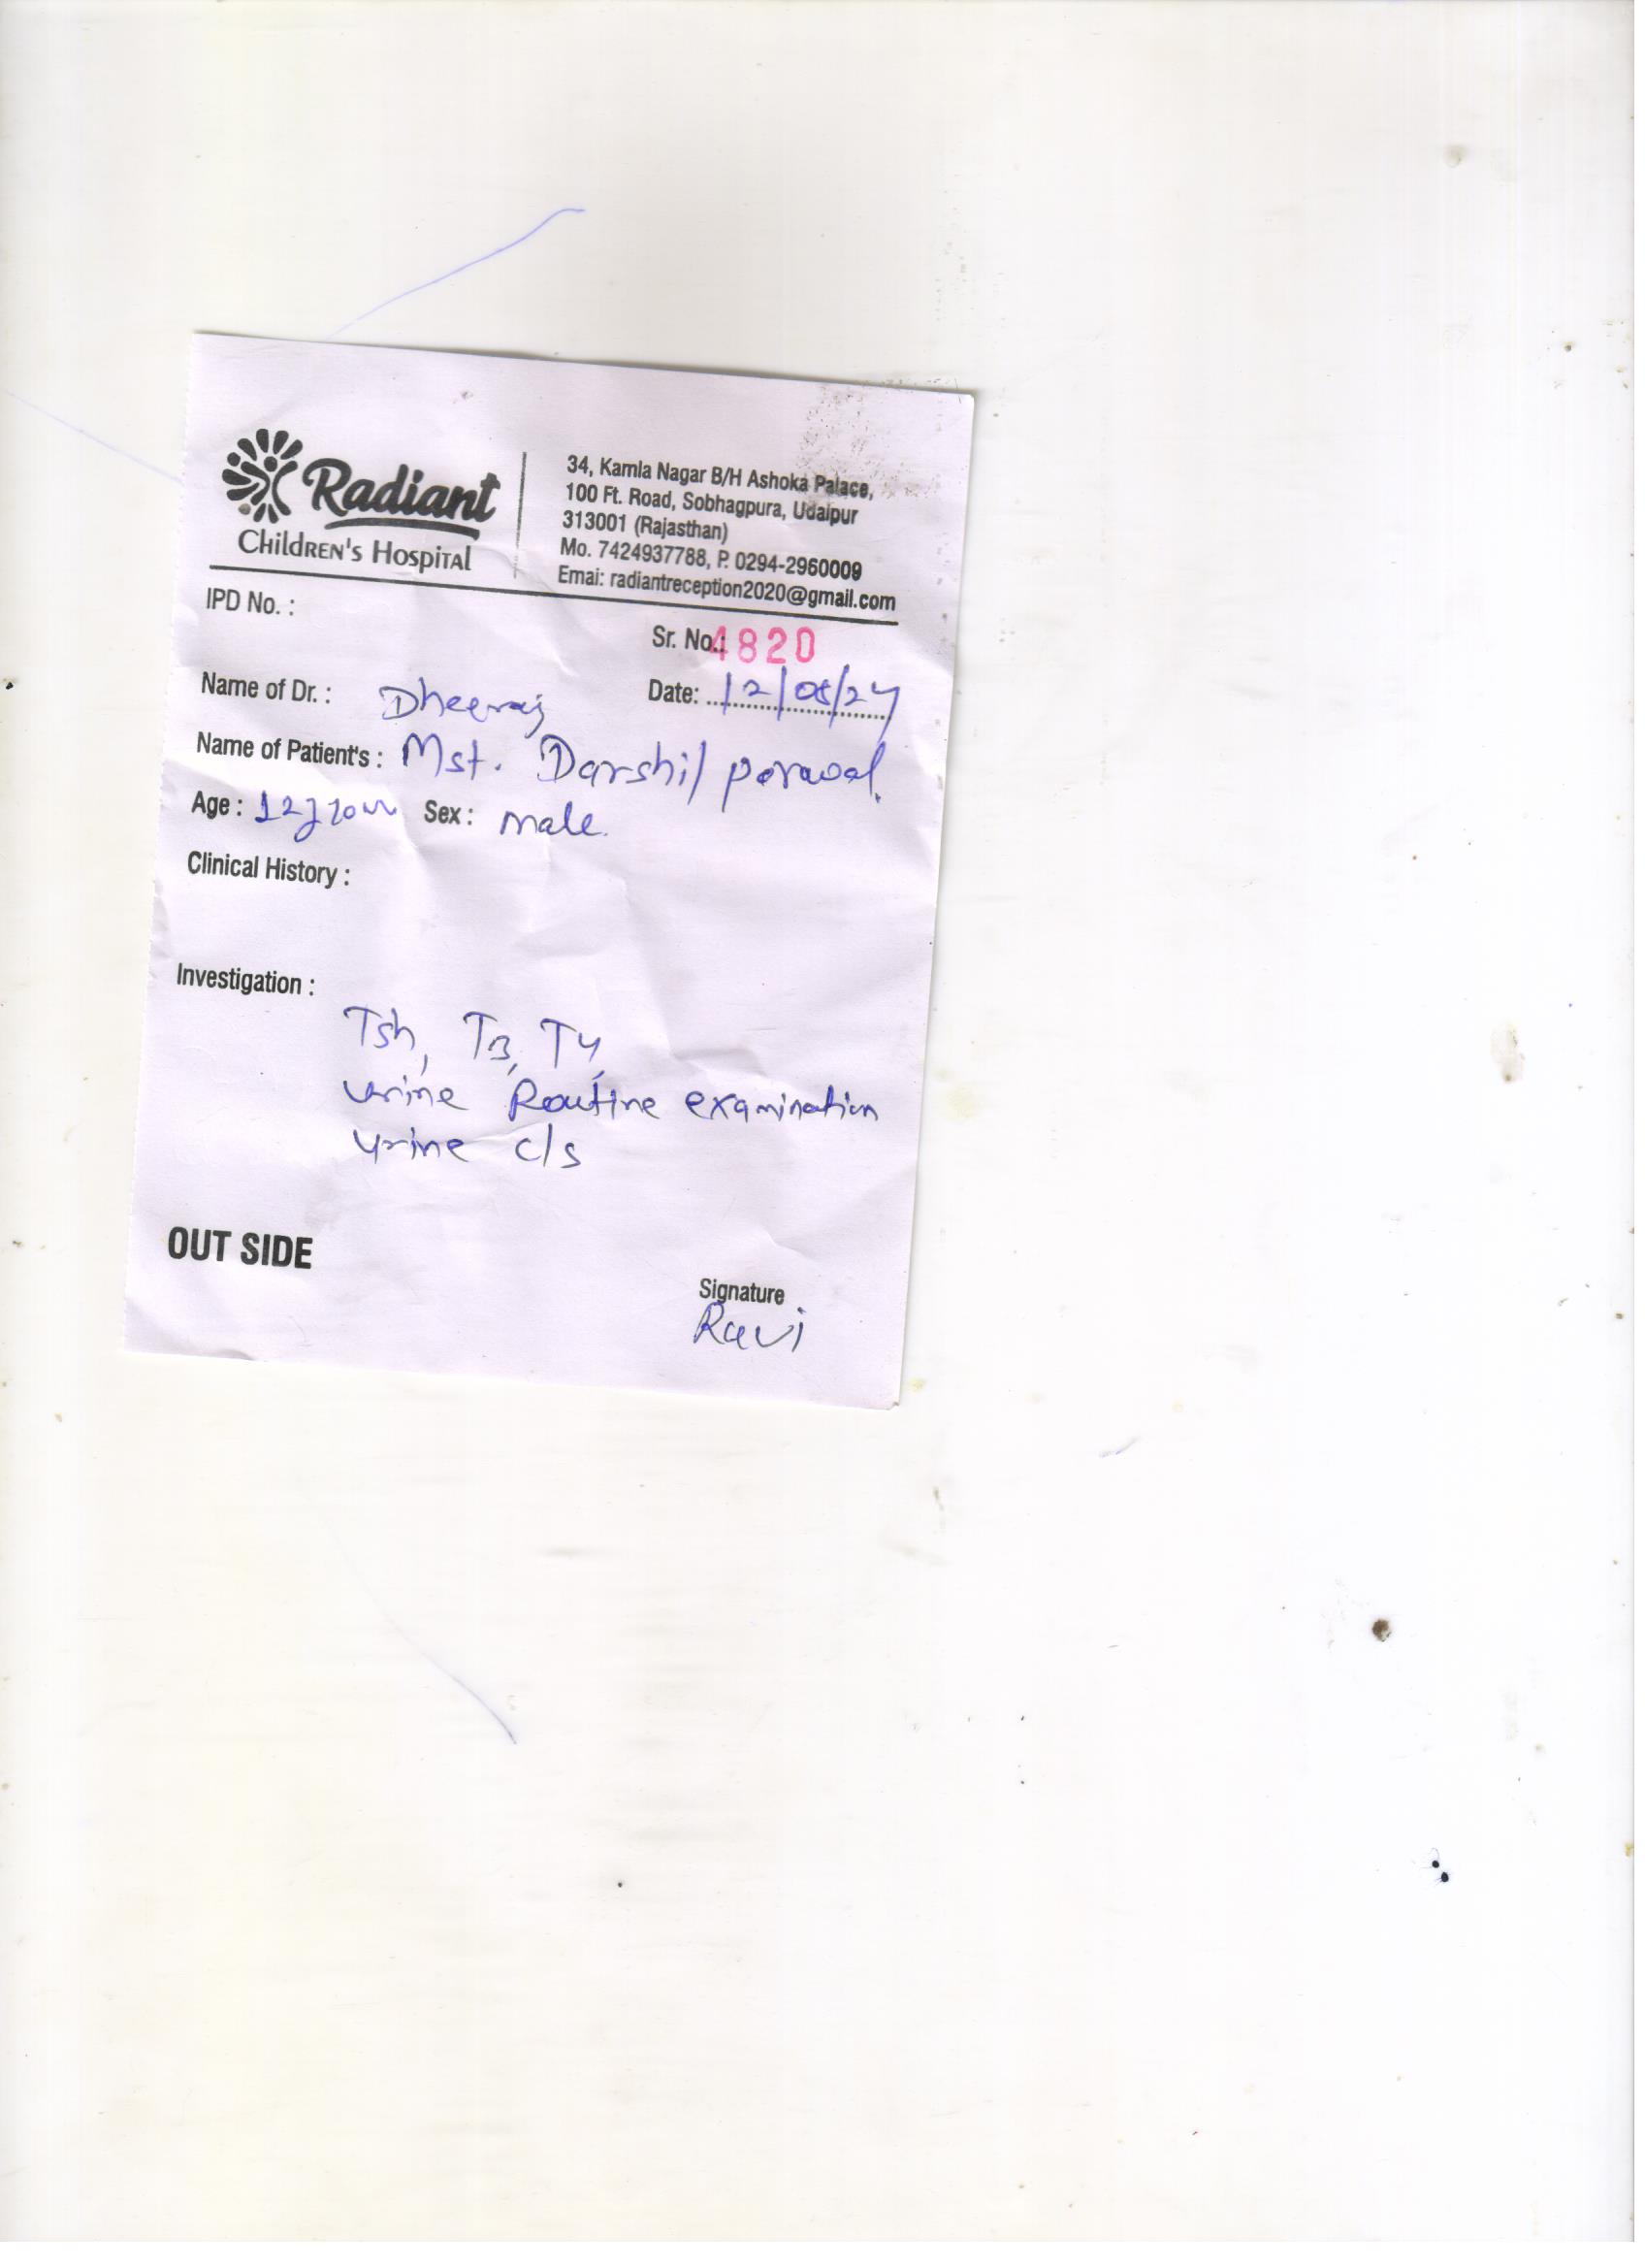 Radiant
Children's Hospital
34, Kamla Nagar B/H Ashoka Palace,
100 Ft. Road, Sobhagpura, Udaipur
313001 (Rajasthan)
Mo. 7424937788, P. 0294-2960009
Emai: radiantreception2020@gmail.com
IPD No. :
Sr. No.: 4820
Name of Dr. : Dheeraj
Date: 12/08/24
Name of Patient's : Mst. Darshil porwal.
Age : 12 Sex : male.
Clinical History :
Investigation :
Tsh, T3, T4,
urine Routine examination
urine c/s
OUT SIDE
Signature
Ravi